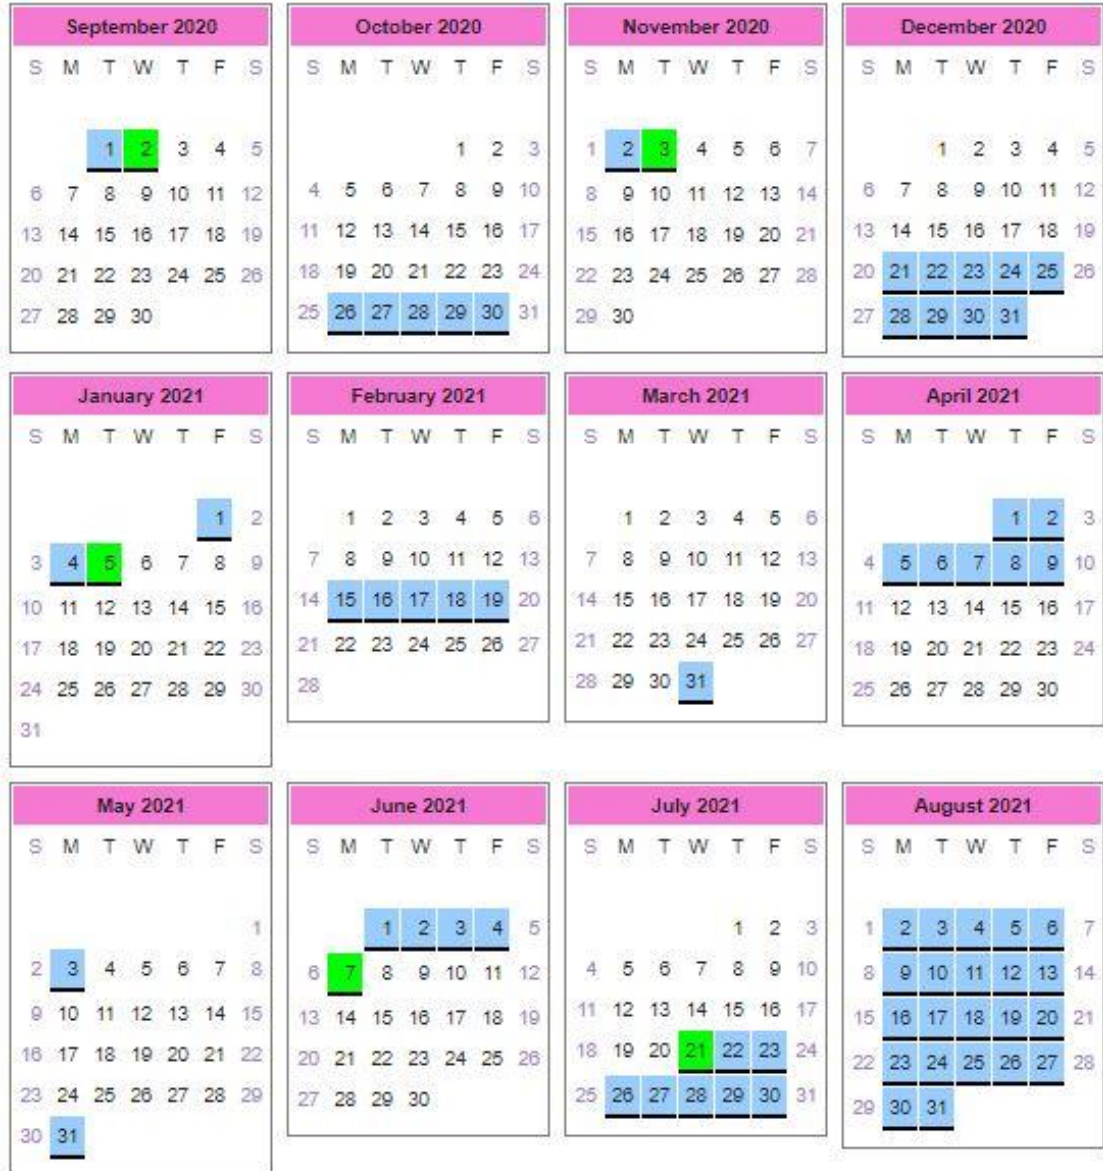 September 2020
S M T W T F S
1 2 3 4 5
6 7 8 9 10 11 12
13 14 15 16 17 18 19
20 21 22 23 24 25 26
27 28 29 30
October 2020
S M T W T F S
1 2 3
4 5 6 7 8 9 10
11 12 13 14 15 16 17
18 19 20 21 22 23 24
25 26 27 28 29 30 31
November 2020
S M T W T F S
1 2 3 4 5 6 7
8 9 10 11 12 13 14
15 16 17 18 19 20 21
22 23 24 25 26 27 28
29 30
December 2020
S M T W T F S
1 2 3 4 5
6 7 8 9 10 11 12
13 14 15 16 17 18 19
20 21 22 23 24 25 26
27 28 29 30 31
January 2021
S M T W T F S
1 2
3 4 5 6 7 8 9
10 11 12 13 14 15 16
17 18 19 20 21 22 23
24 25 26 27 28 29 30
31
February 2021
S M T W T F S
1 2 3 4 5 6
7 8 9 10 11 12 13
14 15 16 17 18 19 20
21 22 23 24 25 26 27
28
March 2021
S M T W T F S
1 2 3 4 5 6
7 8 9 10 11 12 13
14 15 16 17 18 19 20
21 22 23 24 25 26 27
28 29 30 31
April 2021
S M T W T F S
1 2 3
4 5 6 7 8 9 10
11 12 13 14 15 16 17
18 19 20 21 22 23 24
25 26 27 28 29 30
May 2021
S M T W T F S
1
2 3 4 5 6 7 8
9 10 11 12 13 14 15
16 17 18 19 20 21 22
23 24 25 26 27 28 29
30 31
June 2021
S M T W T F S
1 2 3 4 5
6 7 8 9 10 11 12
13 14 15 16 17 18 19
20 21 22 23 24 25 26
27 28 29 30
July 2021
S M T W T F S
1 2 3
4 5 6 7 8 9 10
11 12 13 14 15 16 17
18 19 20 21 22 23 24
25 26 27 28 29 30 31
August 2021
S M T W T F S
1 2 3 4 5 6 7
8 9 10 11 12 13 14
15 16 17 18 19 20 21
22 23 24 25 26 27 28
29 30 31